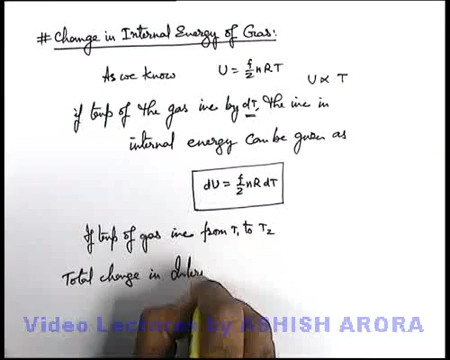 # Change in Internal Energy of Gas:
As we know U = f/2 nRT U ∝ T
if temp of the gas inc by dT, the inc in
internal energy can be given as
dU = f/2 nR dT
If temp of gas inc from T₁ to T₂
Total change in Inter
Video Lectures by ASHISH ARORA